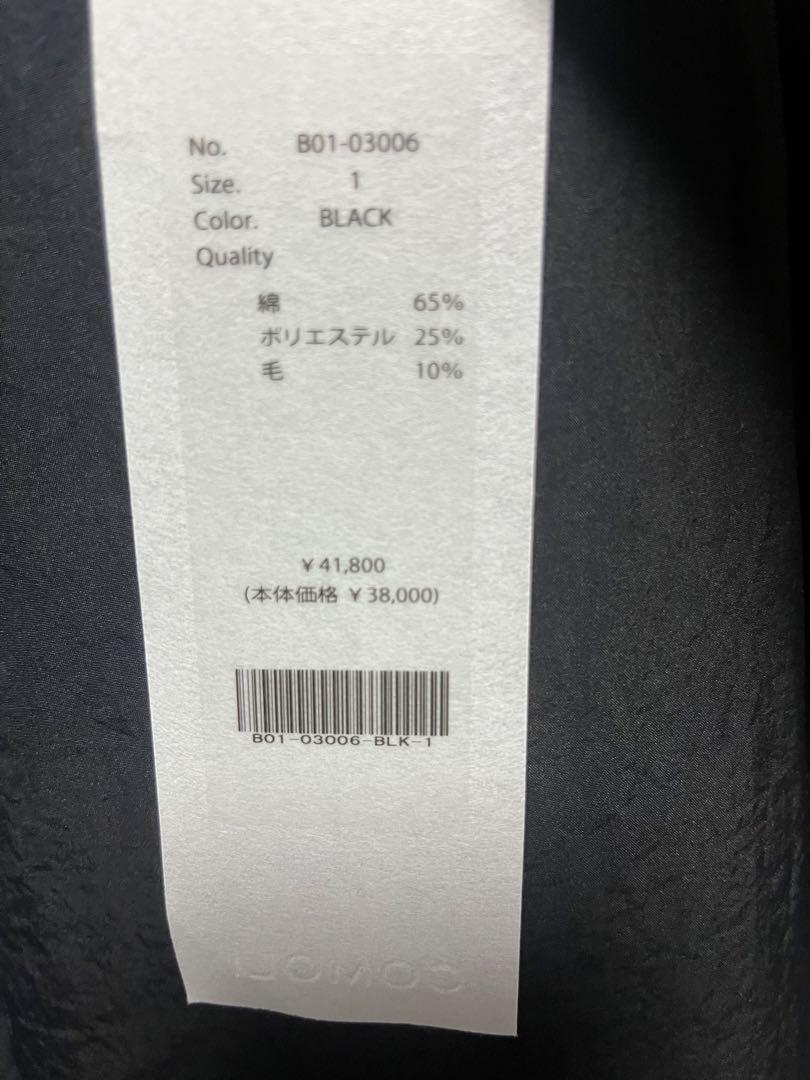 No. B01-03006
Size. 1
Color. BLACK
Quality
綿 65%
ポリエステル 25%
毛 10%
¥41,800
(本体価格 ¥38,000)
B01-03006-BLK-1
COMOLI